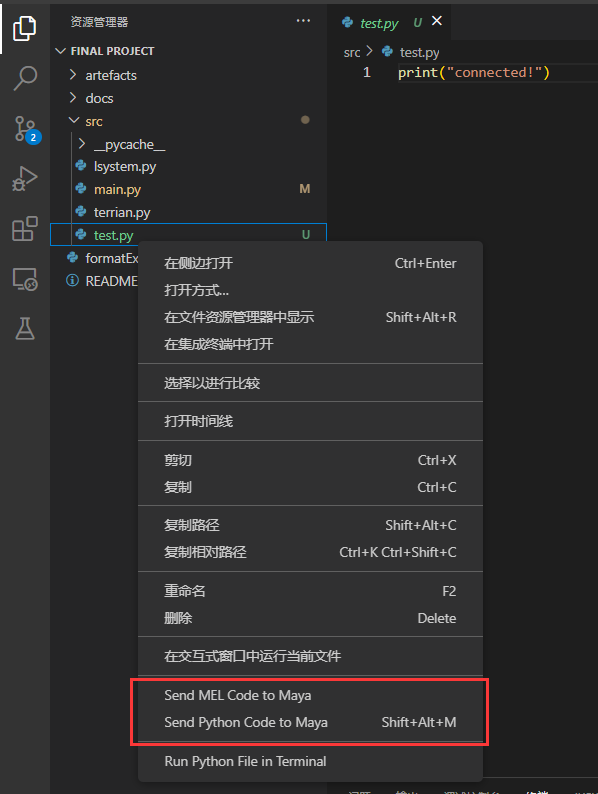 资源管理器 ···
test.py U
FINAL PROJECT
src > test.py
artefacts
1 print("connected!")
docs
src
__pycache__
lsystem.py
main.py M
terrian.py
test.py U
formatEx
README
在侧边打开 Ctrl+Enter
打开方式...
在文件资源管理器中显示 Shift+Alt+R
在集成终端中打开
选择以进行比较
打开时间线
剪切 Ctrl+X
复制 Ctrl+C
复制路径 Shift+Alt+C
复制相对路径 Ctrl+K Ctrl+Shift+C
重命名 F2
删除 Delete
在交互式窗口中运行当前文件
Send MEL Code to Maya
Send Python Code to Maya Shift+Alt+M
Run Python File in Terminal
2